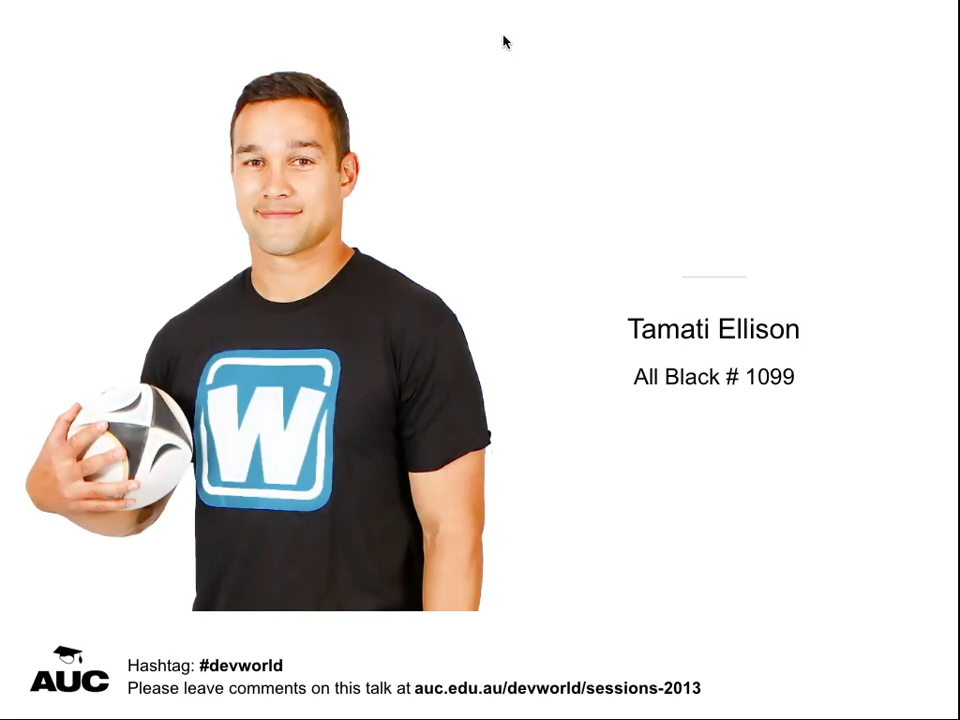 W
Tamati Ellison
All Black # 1099
AUC
Hashtag: #devworld
Please leave comments on this talk at auc.edu.au/devworld/sessions-2013